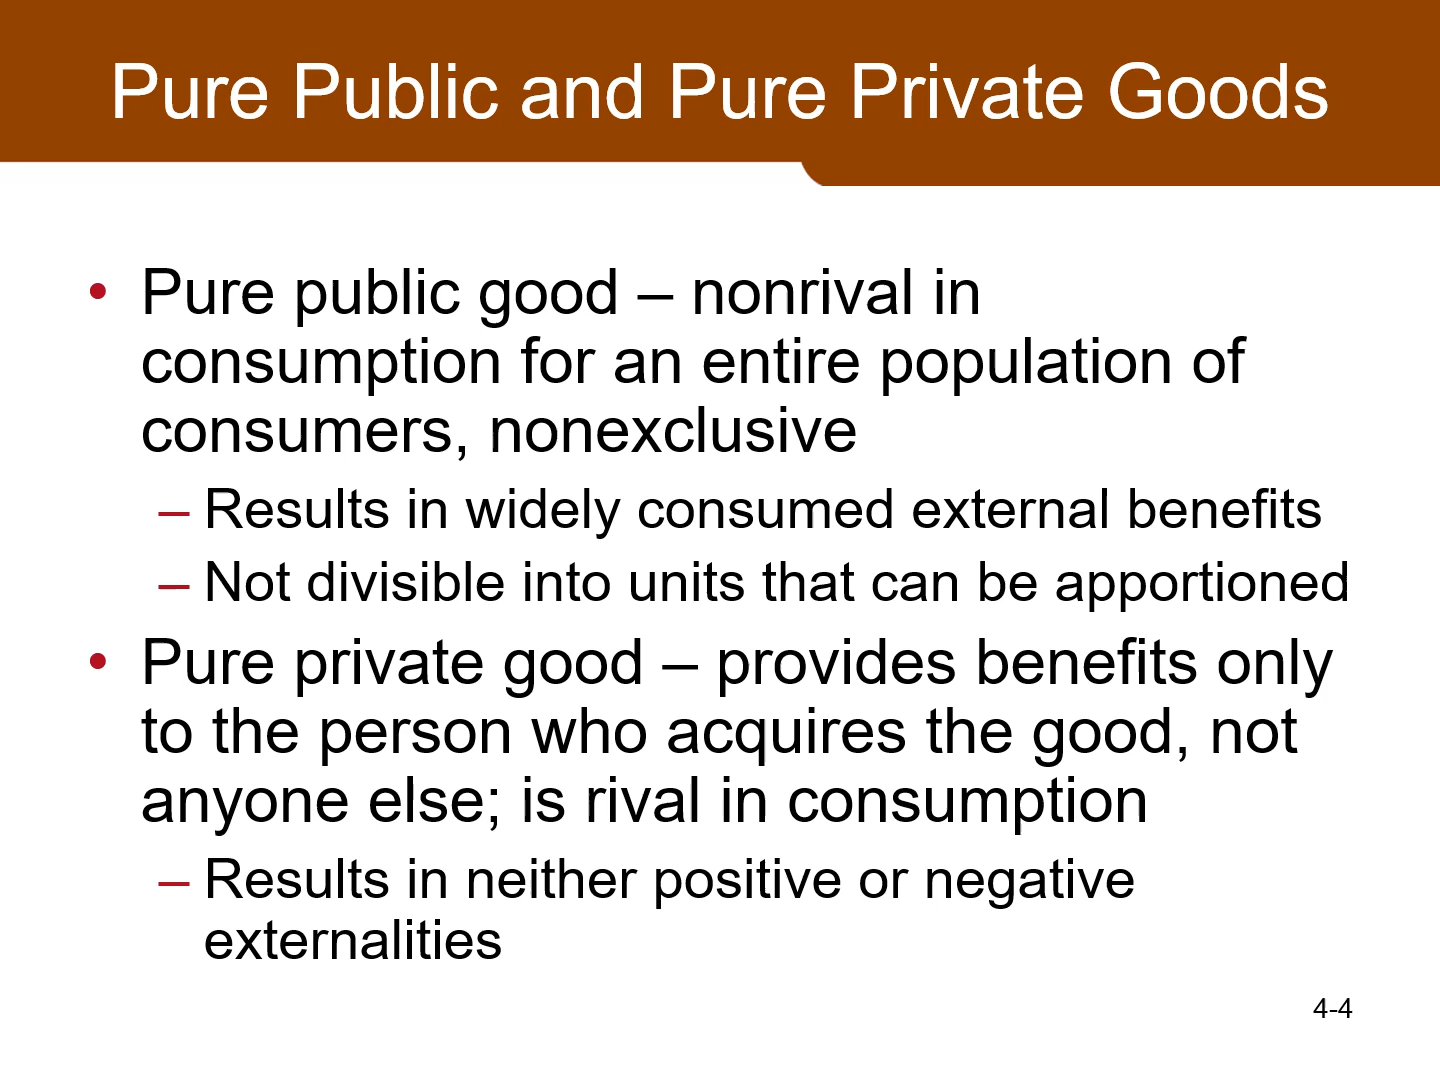 Pure Public and Pure Private Goods
• Pure public good – nonrival in
consumption for an entire population of
consumers, nonexclusive
– Results in widely consumed external benefits
– Not divisible into units that can be apportioned
• Pure private good – provides benefits only
to the person who acquires the good, not
anyone else; is rival in consumption
– Results in neither positive or negative
externalities
4-4